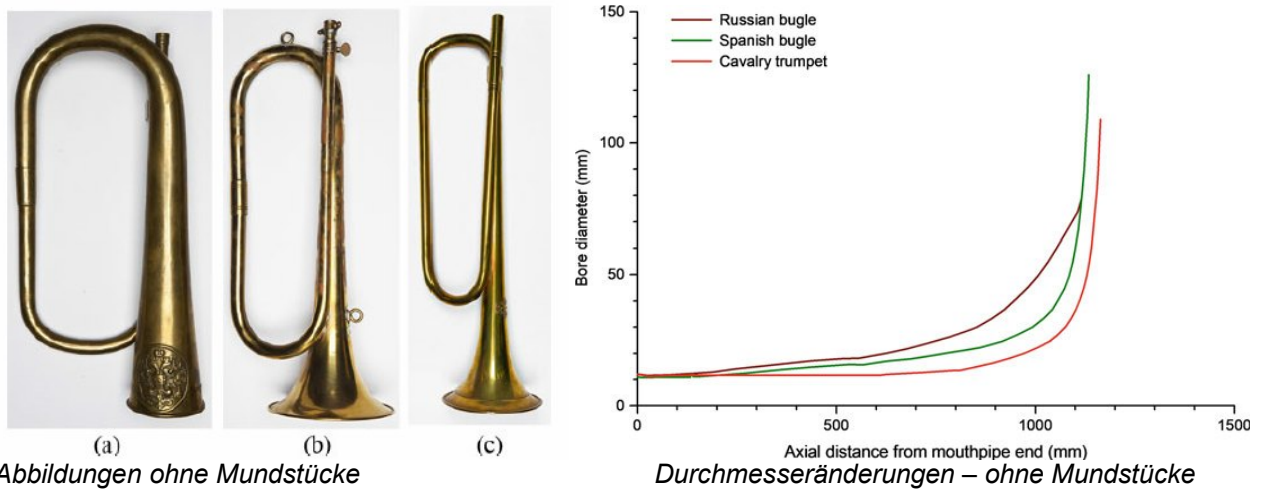 (a)
(b)
(c)
Abbildungen ohne Mundstücke
150
100
50
0
Bore diameter (mm)
Russian bugle
Spanish bugle
Cavalry trumpet
0
500
1000
1500
Axial distance from mouthpipe end (mm)
Durchmesseränderungen – ohne Mundstücke